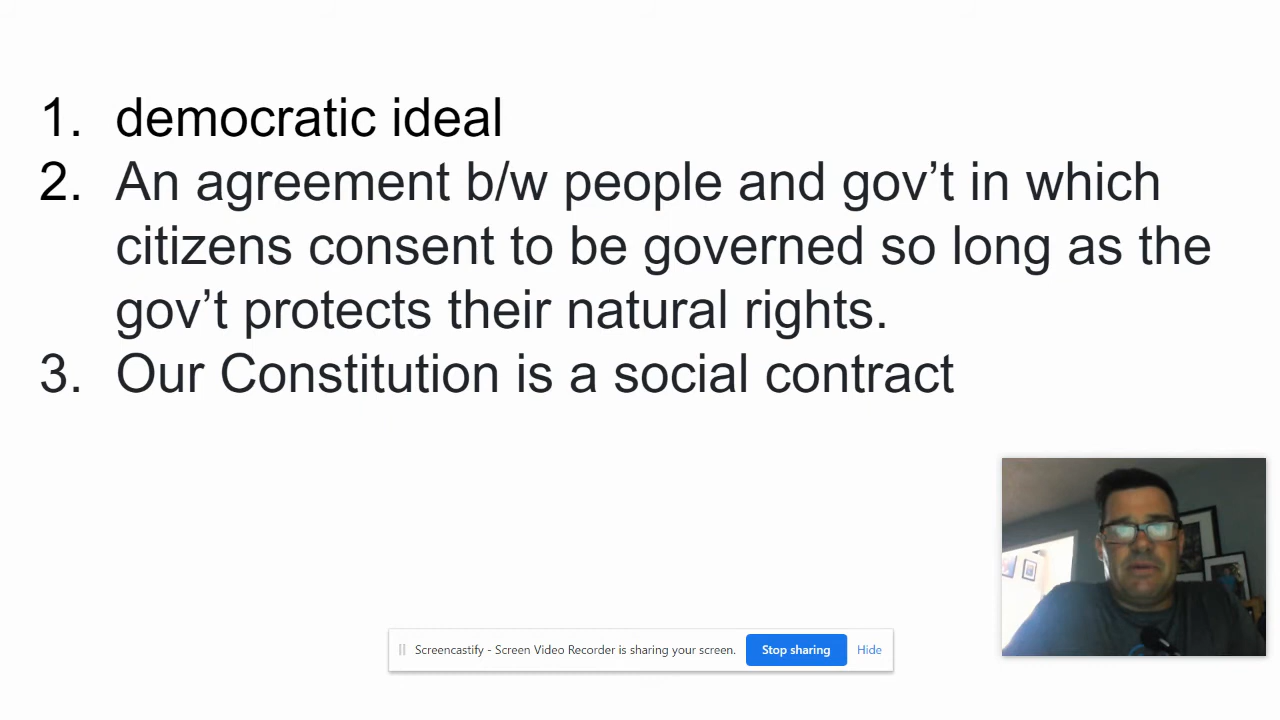 1. democratic ideal
2. An agreement b/w people and gov’t in which
citizens consent to be governed so long as the
gov’t protects their natural rights.
3. Our Constitution is a social contract
Screencastify - Screen Video Recorder is sharing your screen. Stop sharing Hide